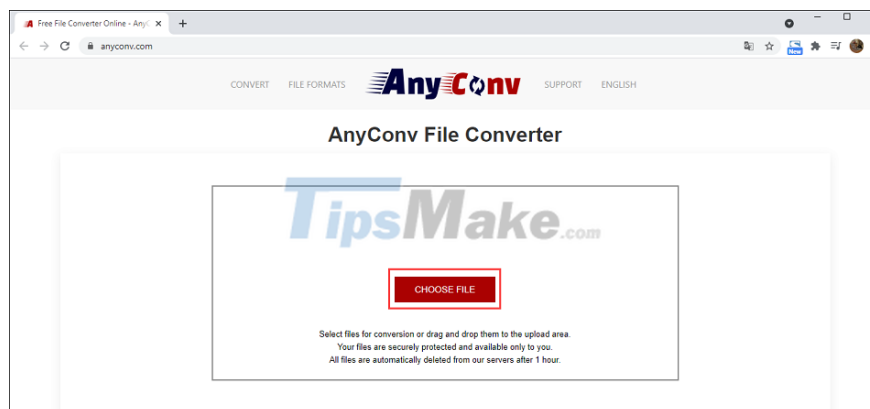 Free File Converter Online - Any
anyconv.com
New
CONVERT FILE FORMATS AnyConv SUPPORT ENGLISH
AnyConv File Converter
TipsMake.com
CHOOSE FILE
Select files for conversion or drag and drop them to the upload area.
Your files are securely protected and available only to you.
All files are automatically deleted from our servers after 1 hour.